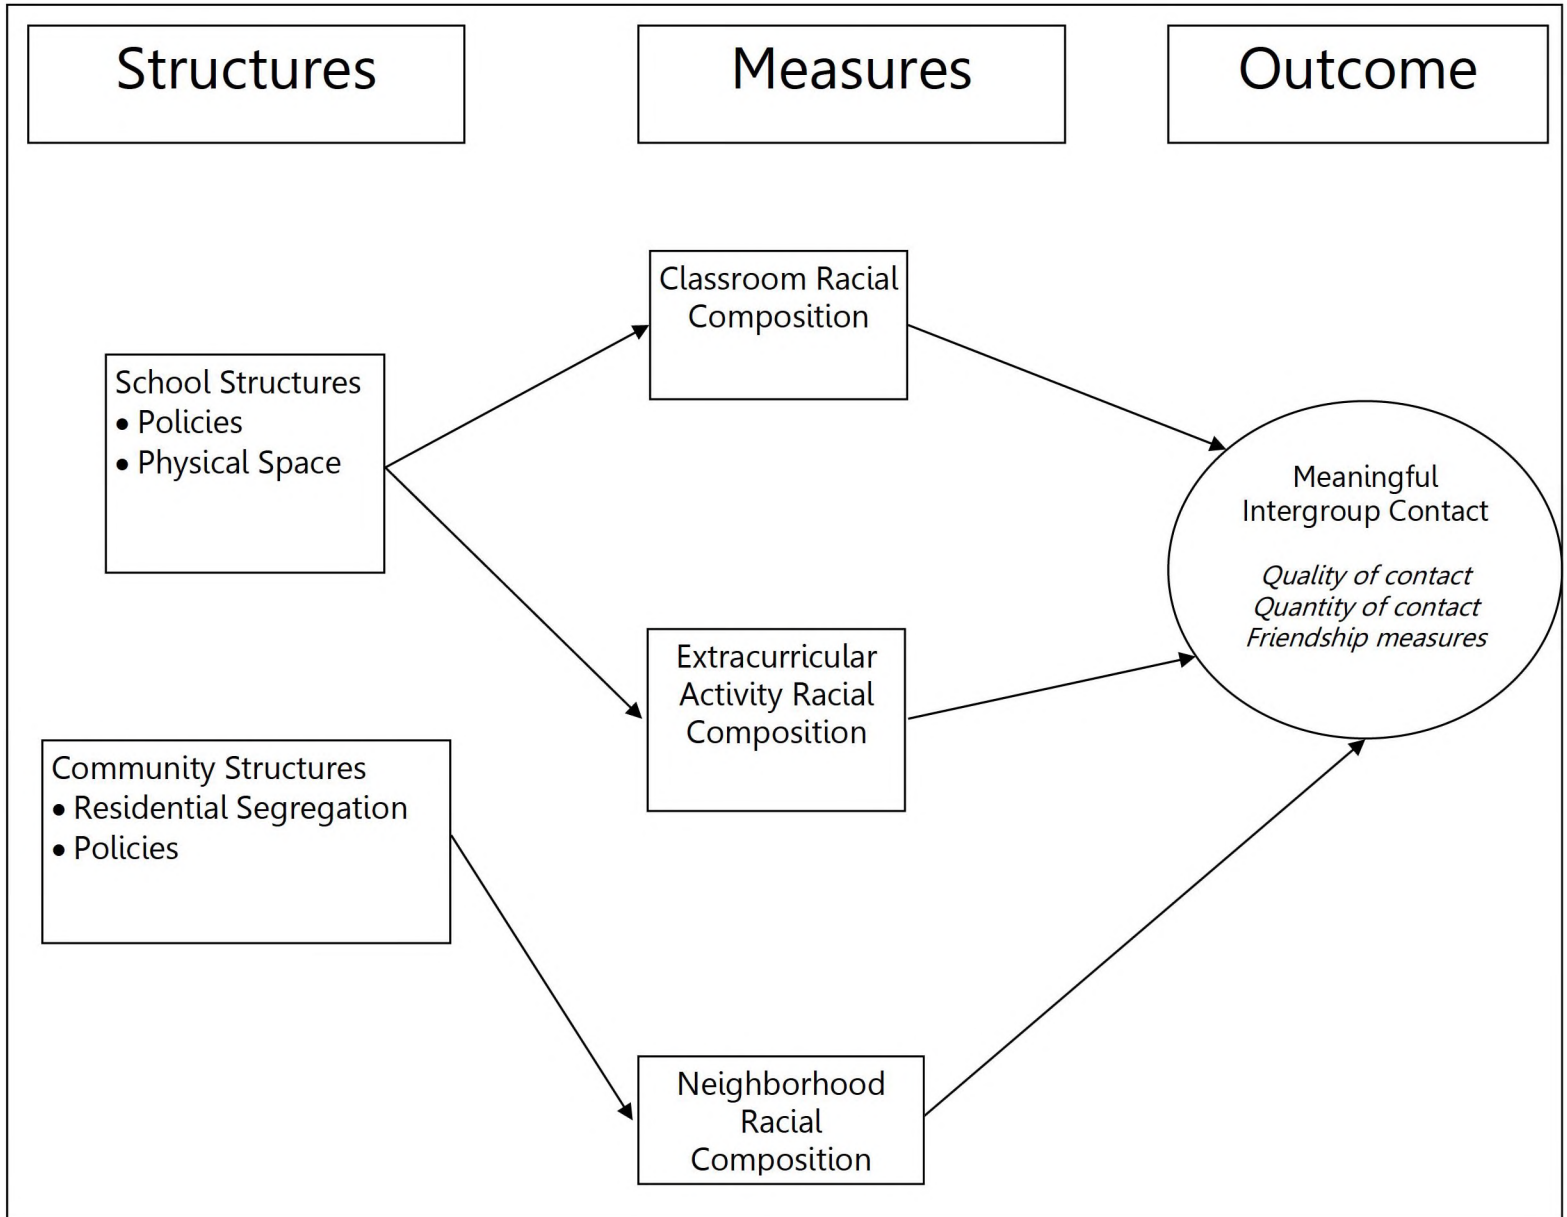 Structures
Measures
Outcome
Classroom Racial
Composition
School Structures
• Policies
• Physical Space
Meaningful
Intergroup Contact
Quality of contact
Quantity of contact
Friendship measures
Extracurricular
Activity Racial
Composition
Community Structures
• Residential Segregation
• Policies
Neighborhood
Racial
Composition